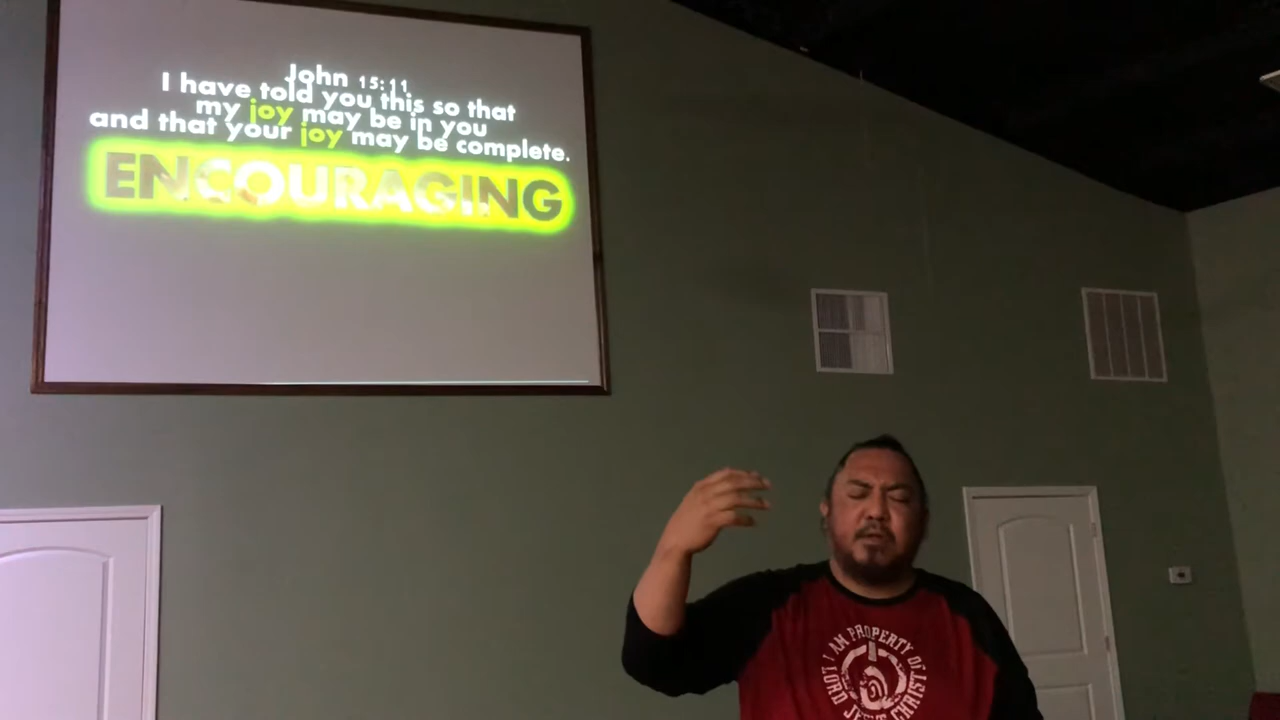 John 15:11
I have told you this so that
my joy may be in you
and that your joy may be complete.
ENCOURAGING
I AM PROPERTY OF
LORD JESUS CHRIST